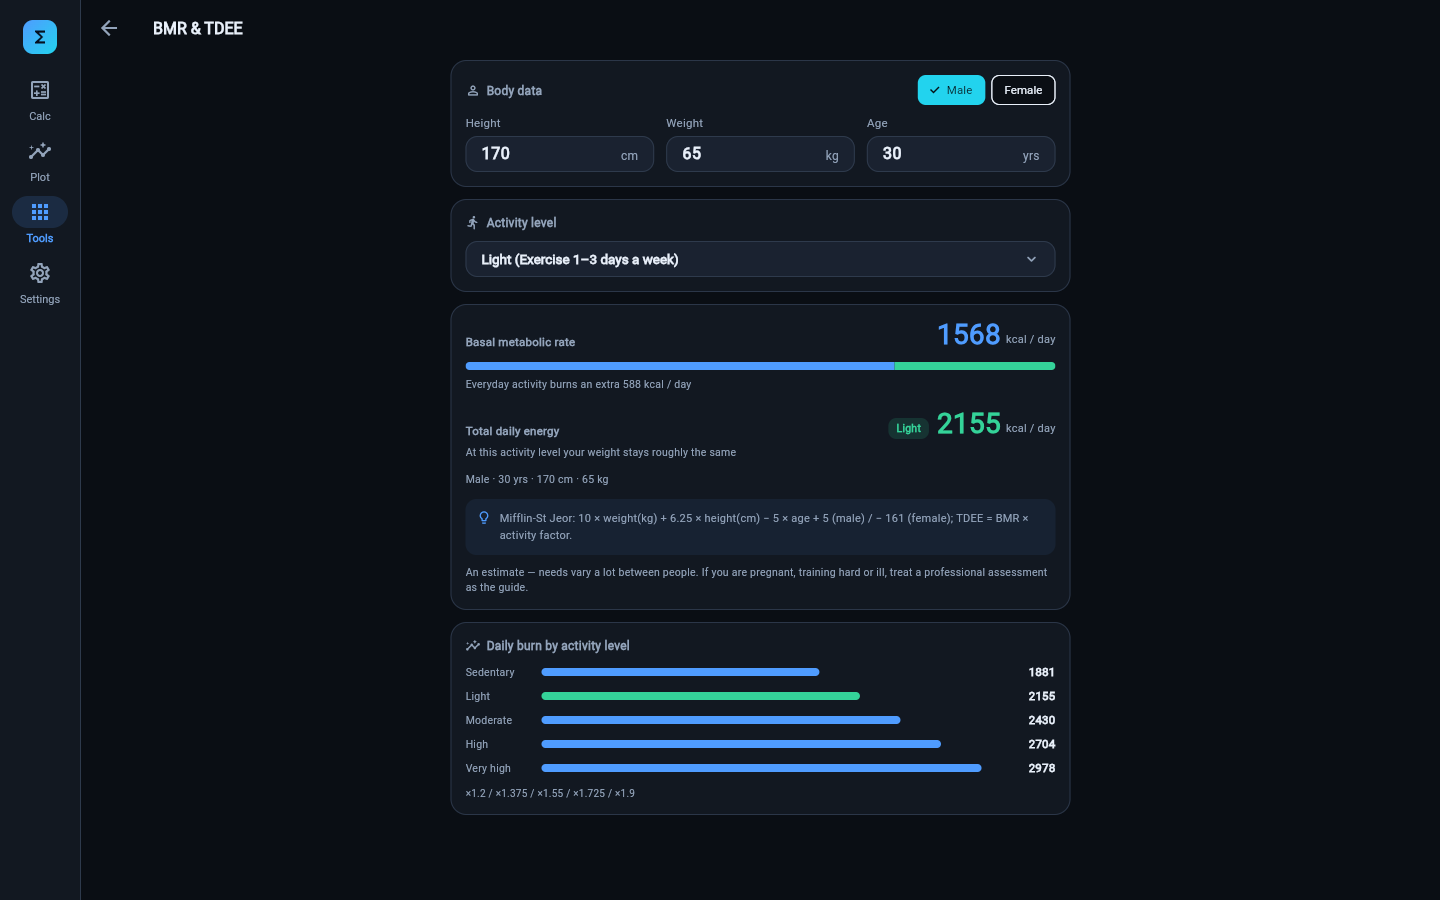 Σ
BMR & TDEE
Calc
Plot
Tools
Settings
Body data
Male
Female
Height
Weight
Age
170 cm
65 kg
30 yrs
Activity level
Light (Exercise 1–3 days a week)
Basal metabolic rate
1568 kcal / day
Everyday activity burns an extra 588 kcal / day
Total daily energy
Light 2155 kcal / day
At this activity level your weight stays roughly the same
Male · 30 yrs · 170 cm · 65 kg
Mifflin-St Jeor: 10 × weight(kg) + 6.25 × height(cm) − 5 × age + 5 (male) / − 161 (female); TDEE = BMR ×
activity factor.
An estimate — needs vary a lot between people. If you are pregnant, training hard or ill, treat a professional assessment
as the guide.
Daily burn by activity level
Sedentary 1881
Light 2155
Moderate 2430
High 2704
Very high 2978
×1.2 / ×1.375 / ×1.55 / ×1.725 / ×1.9